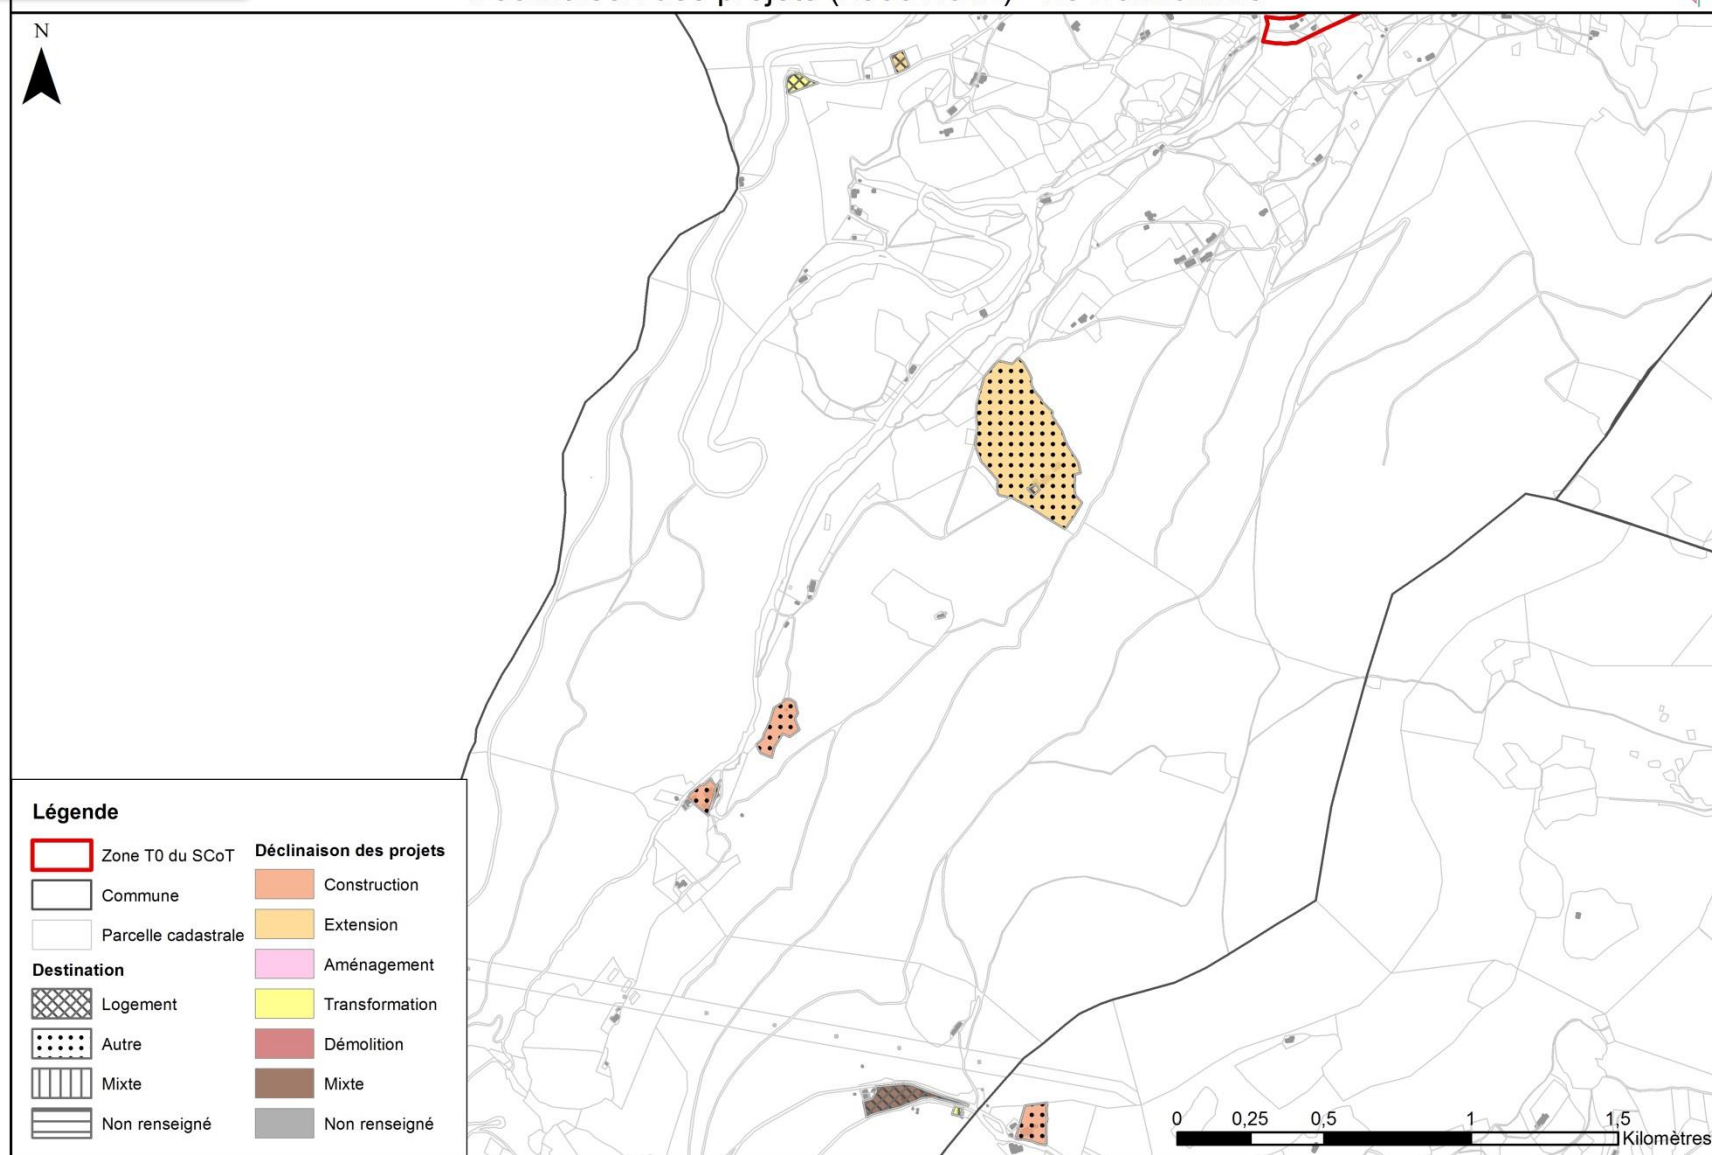 N
Légende
Zone T0 du SCoT
Commune
Parcelle cadastrale
Destination
Logement
Autre
Mixte
Non renseigné
Déclinaison des projets
Construction
Extension
Aménagement
Transformation
Démolition
Mixte
Non renseigné
0 0,25 0,5 1 1,5
Kilomètres